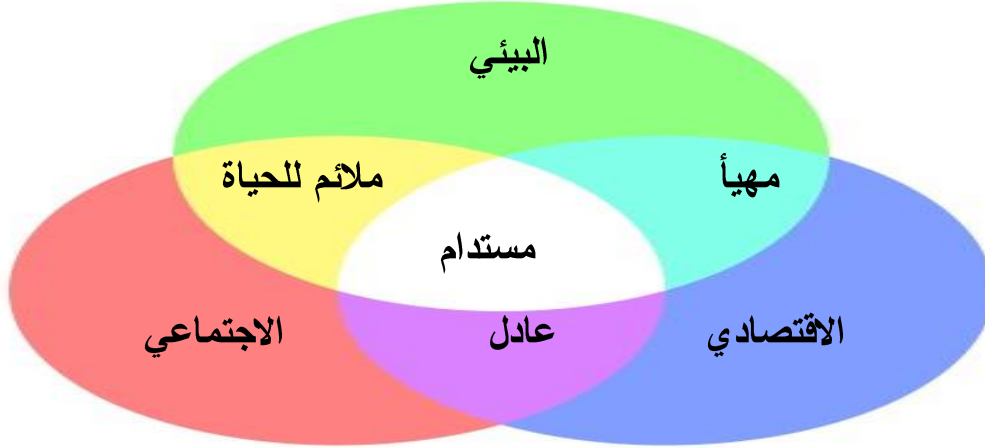 البيئي
مهيأ
ملائم للحياة
مستدام
الاقتصادي
عادل
الاجتماعي